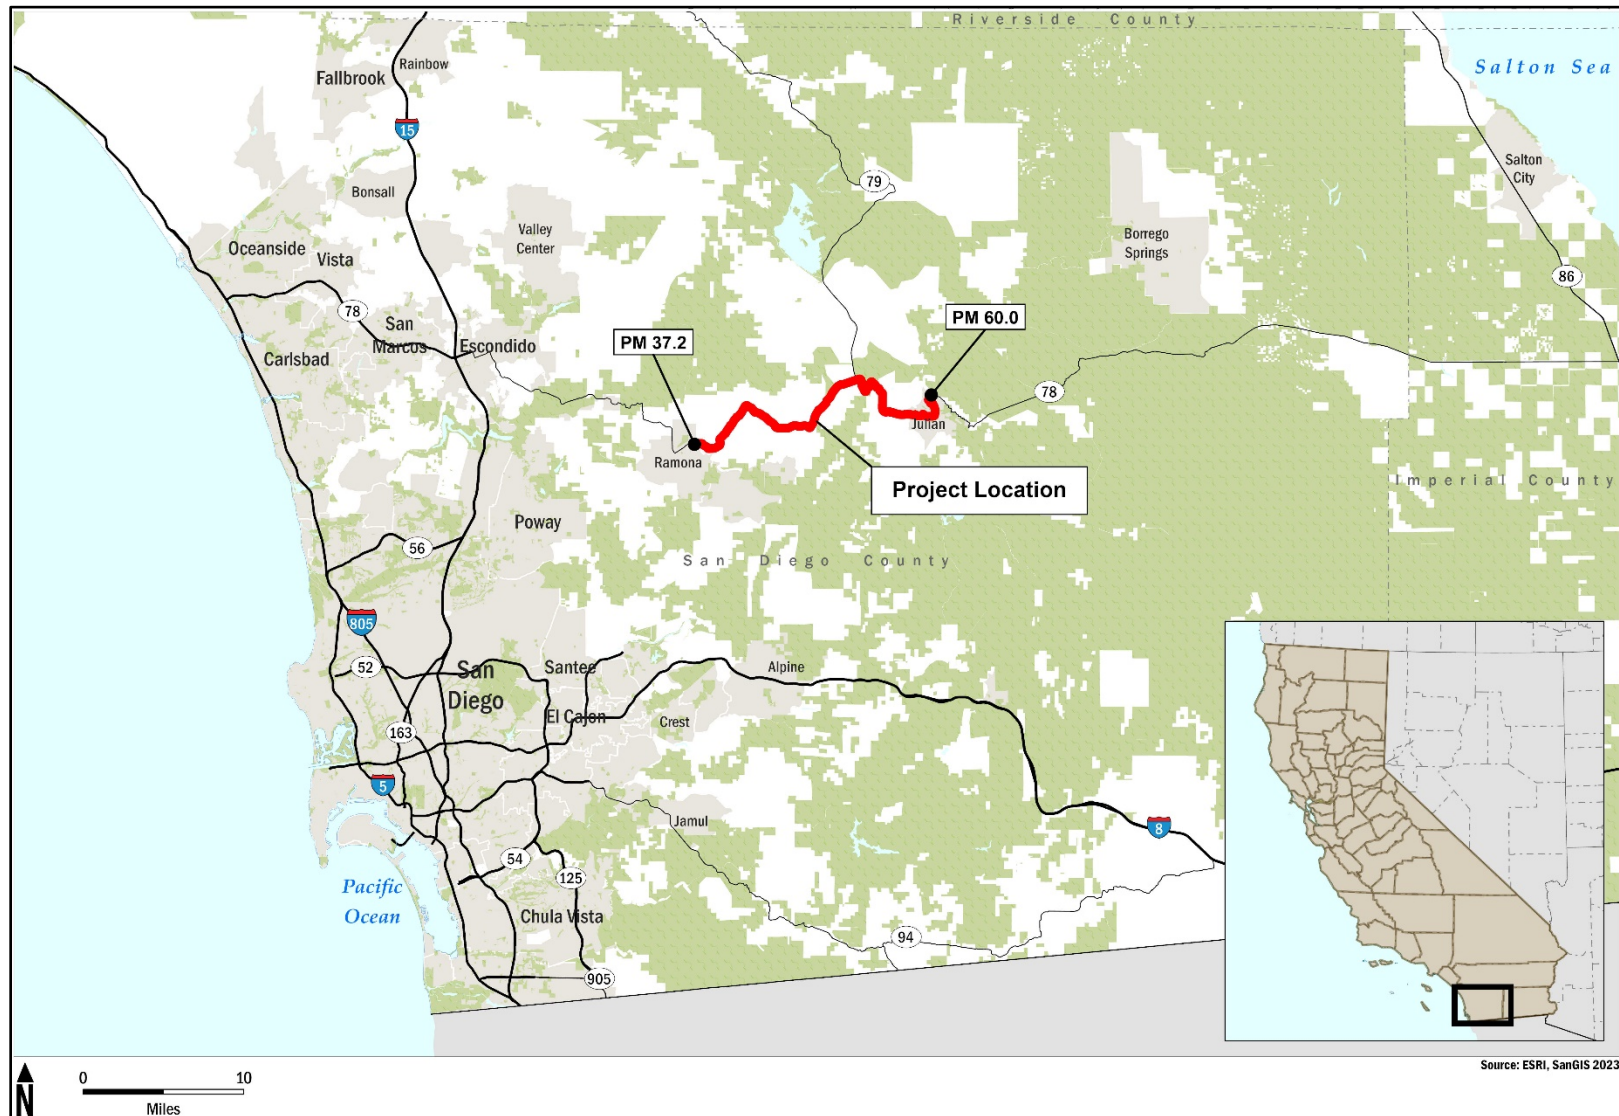 Riverside County
Salton Sea
Fallbrook
Rainbow
15
Bonsall
79
Salton
City
Valley
Center
Borrego
Springs
Oceanside
Vista
86
78
San
Marcos
Escondido
Carlsbad
PM 37.2
PM 60.0
78
Julian
Ramona
Project Location
Imperial County
Poway
56
San Diego County
805
52
San
Diego
Santee
Alpine
El Cajon
Crest
163
5
Jamul
8
54
125
Pacific
Ocean
Chula Vista
94
905
Source: ESRI, SanGIS 2023
N
0
10
Miles